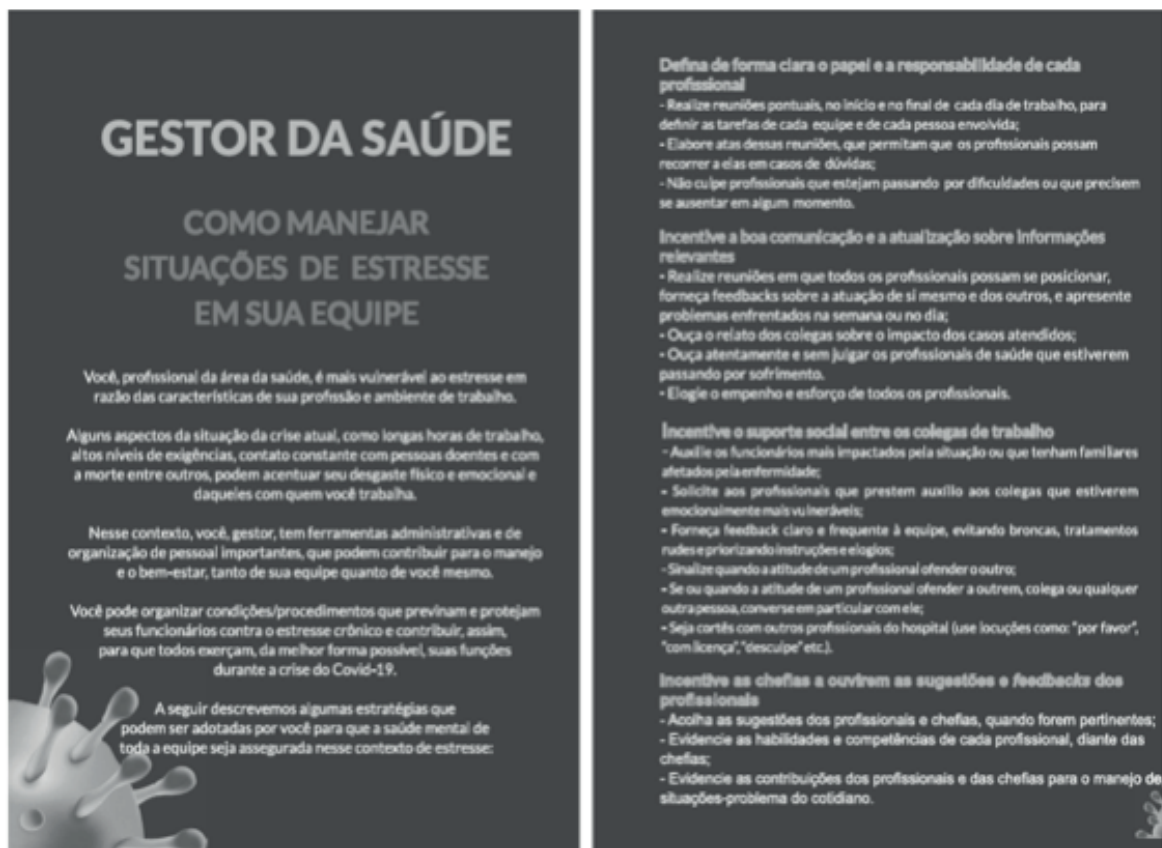 GESTOR DA SAÚDE
COMO MANEJAR
SITUAÇÕES DE ESTRESSE
EM SUA EQUIPE
Você, profissional da área da saúde, é mais vulnerável ao estresse em
razão das características de sua profissão e ambiente de trabalho.
Alguns aspectos da situação da crise atual, como longas horas de trabalho,
altos níveis de exigências, contato constante com pessoas doentes e com
a morte entre outros, podem acentuar seu desgaste físico e emocional e
daqueles com quem você trabalha.
Nesse contexto, você, gestor, tem ferramentas administrativas e de
organização de pessoal importantes, que podem contribuir para o manejo
e o bem-estar, tanto de sua equipe quanto de você mesmo.
Você pode organizar condições/procedimentos que previnam e protejam
seus funcionários contra o estresse crônico e contribuir, assim,
para que todos exerçam, da melhor forma possível, suas funções
durante a crise do Covid-19.
A seguir descrevemos algumas estratégias que
podem ser adotadas por você para que a saúde mental de
toda a equipe seja assegurada nesse contexto de estresse:
Defina de forma clara o papel e a responsabilidade de cada
profissional
- Realize reuniões pontuais, no início e no final de cada dia de trabalho, para
definir as tarefas de cada equipe e de cada pessoa envolvida;
- Elabore atas dessas reuniões, que permitam que os profissionais possam
recorrer a elas em casos de dúvidas;
- Não culpe profissionais que estejam passando por dificuldades ou que precisem
se ausentar em algum momento.
Incentive a boa comunicação e a atualização sobre informações
relevantes
- Realize reuniões em que todos os profissionais possam se posicionar,
forneça feedbacks sobre a atuação de si mesmo e dos outros, e apresente
problemas enfrentados na semana ou no dia;
- Ouça o relato dos colegas sobre o impacto dos casos atendidos;
- Ouça atentamente e sem julgar os profissionais de saúde que estiverem
passando por sofrimento.
- Elogie o empenho e esforço de todos os profissionais.
Incentive o suporte social entre os colegas de trabalho
- Auxilie os funcionários mais impactados pela situação ou que tenham familiares
afetados pela enfermidade;
- Solicite aos profissionais que prestem auxílio aos colegas que estiverem
emocionalmente mais vulneráveis;
- Forneça feedback claro e frequente à equipe, evitando broncas, tratamentos
rudes e priorizando instruções e elogios;
- Sinalize quando a atitude de um profissional ofender o outro;
- Se ou quando a atitude de um profissional ofender a outrem, colega ou qualquer
outra pessoa, converse em particular com ele;
- Seja cortês com outros profissionais do hospital (use locuções como: "por favor",
"com licença", "desculpe" etc.).
Incentive as chefias a ouvirem as sugestões e feedbacks dos
profissionais
- Acolha as sugestões dos profissionais e chefias, quando forem pertinentes;
- Evidencie as habilidades e competências de cada profissional, diante das
chefias;
- Evidencie as contribuições dos profissionais e das chefias para o manejo de
situações-problema do cotidiano.